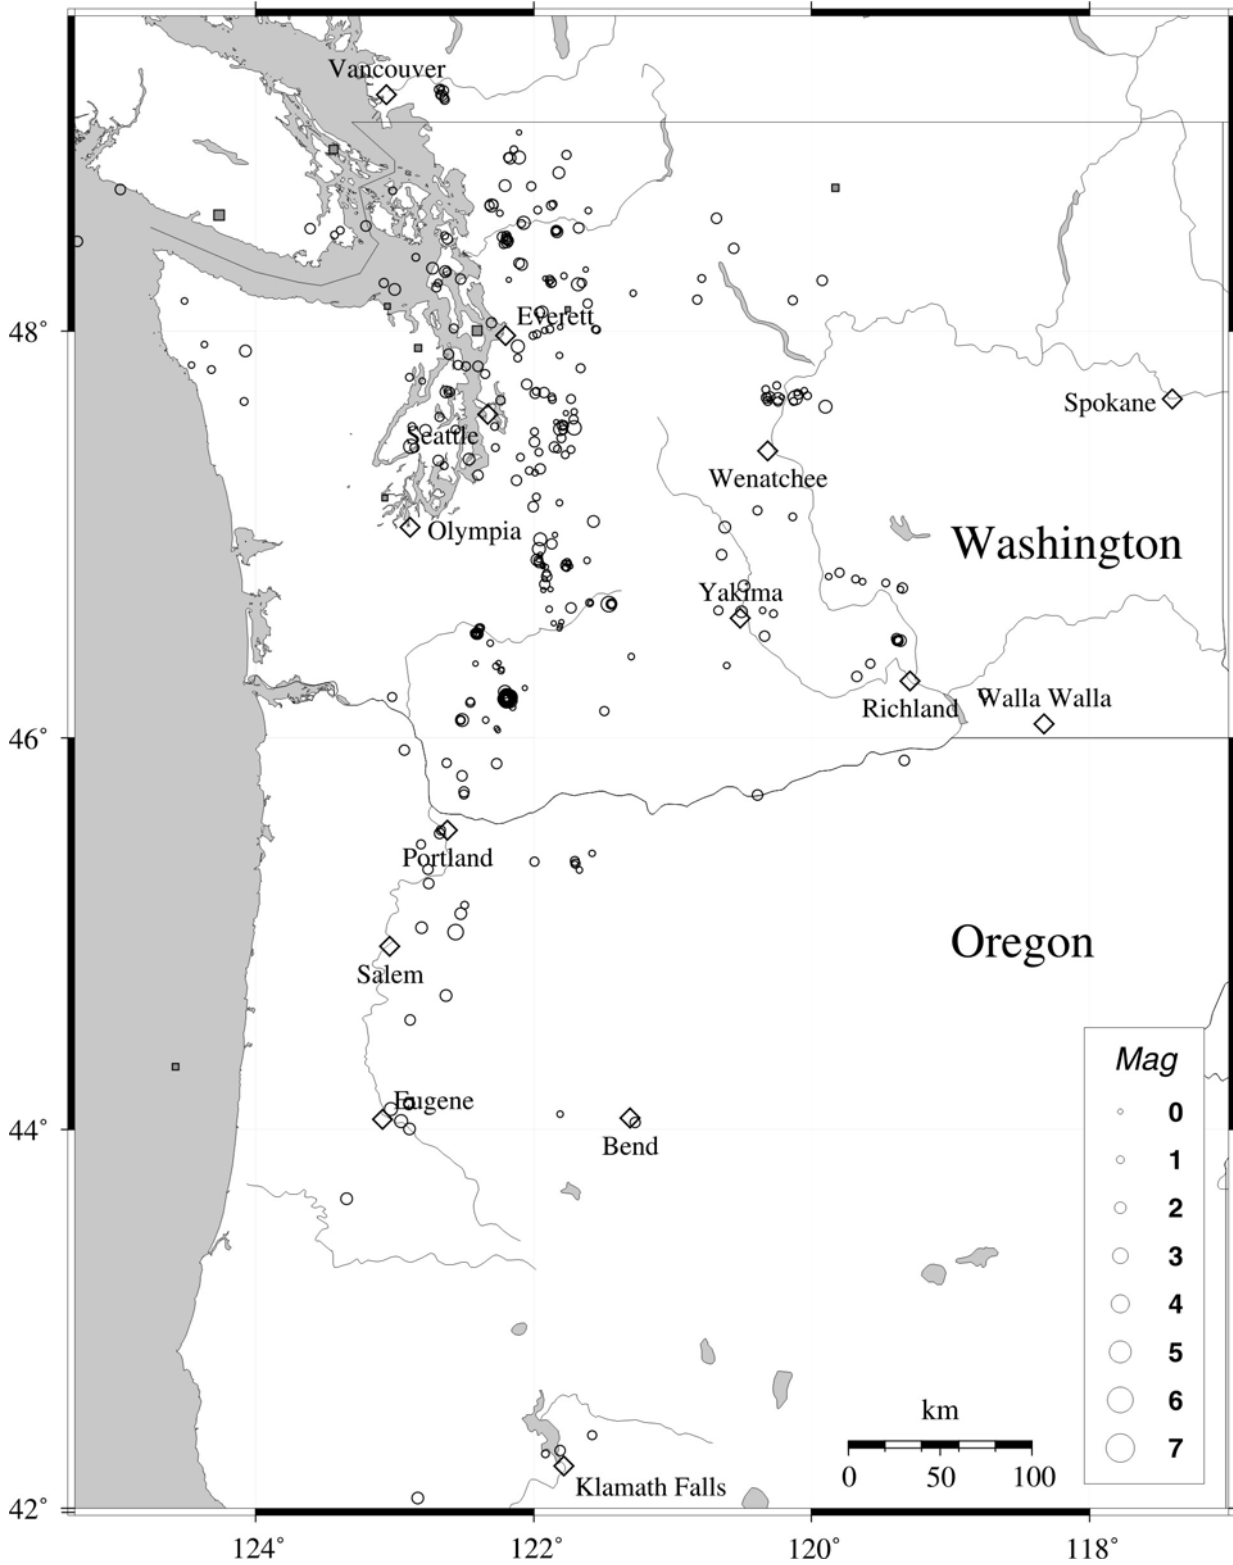 Vancouver
48°
Everett
Spokane
Seattle
Wenatchee
Olympia
Washington
Yakima
Richland
Walla Walla
46°
Portland
Oregon
Salem
Mag
0
1
2
3
4
5
6
7
Eugene
44°
Bend
km
0 50 100
Klamath Falls
42°
124° 122° 120° 118°